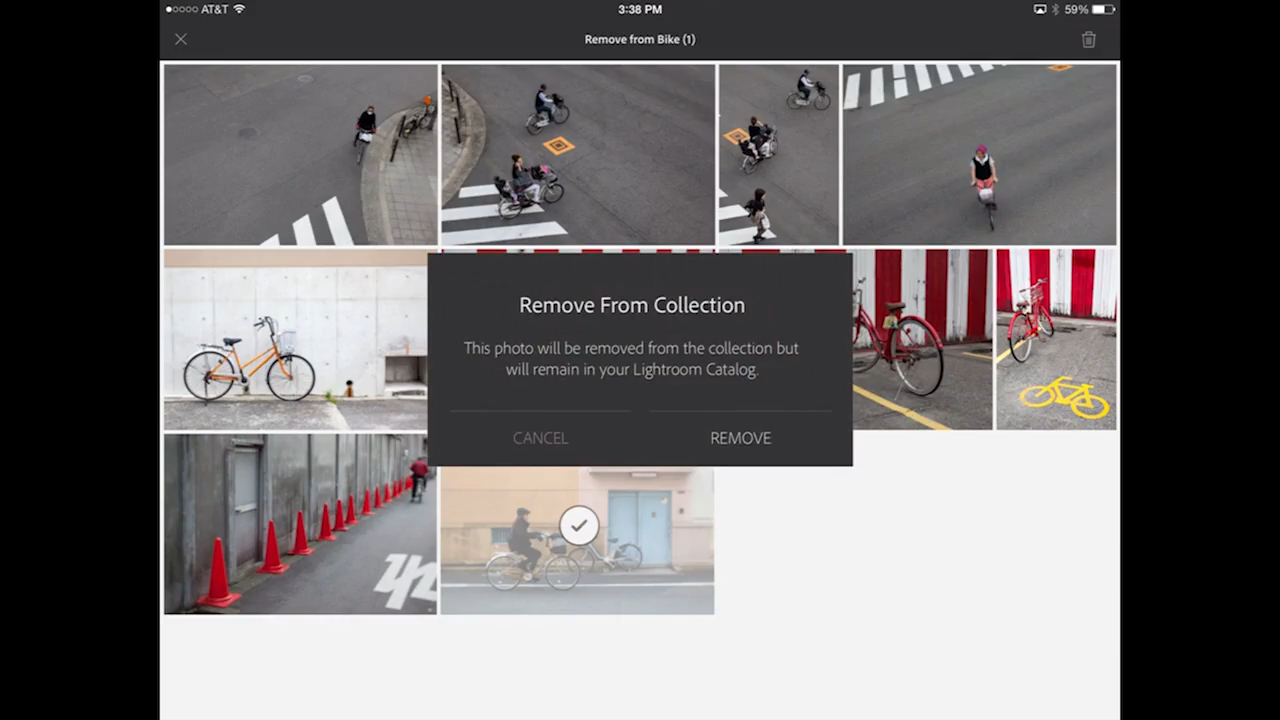 AT&T
3:38 PM
59%
Remove from Bike (1)
Remove From Collection
This photo will be removed from the collection but
will remain in your Lightroom Catalog.
CANCEL
REMOVE